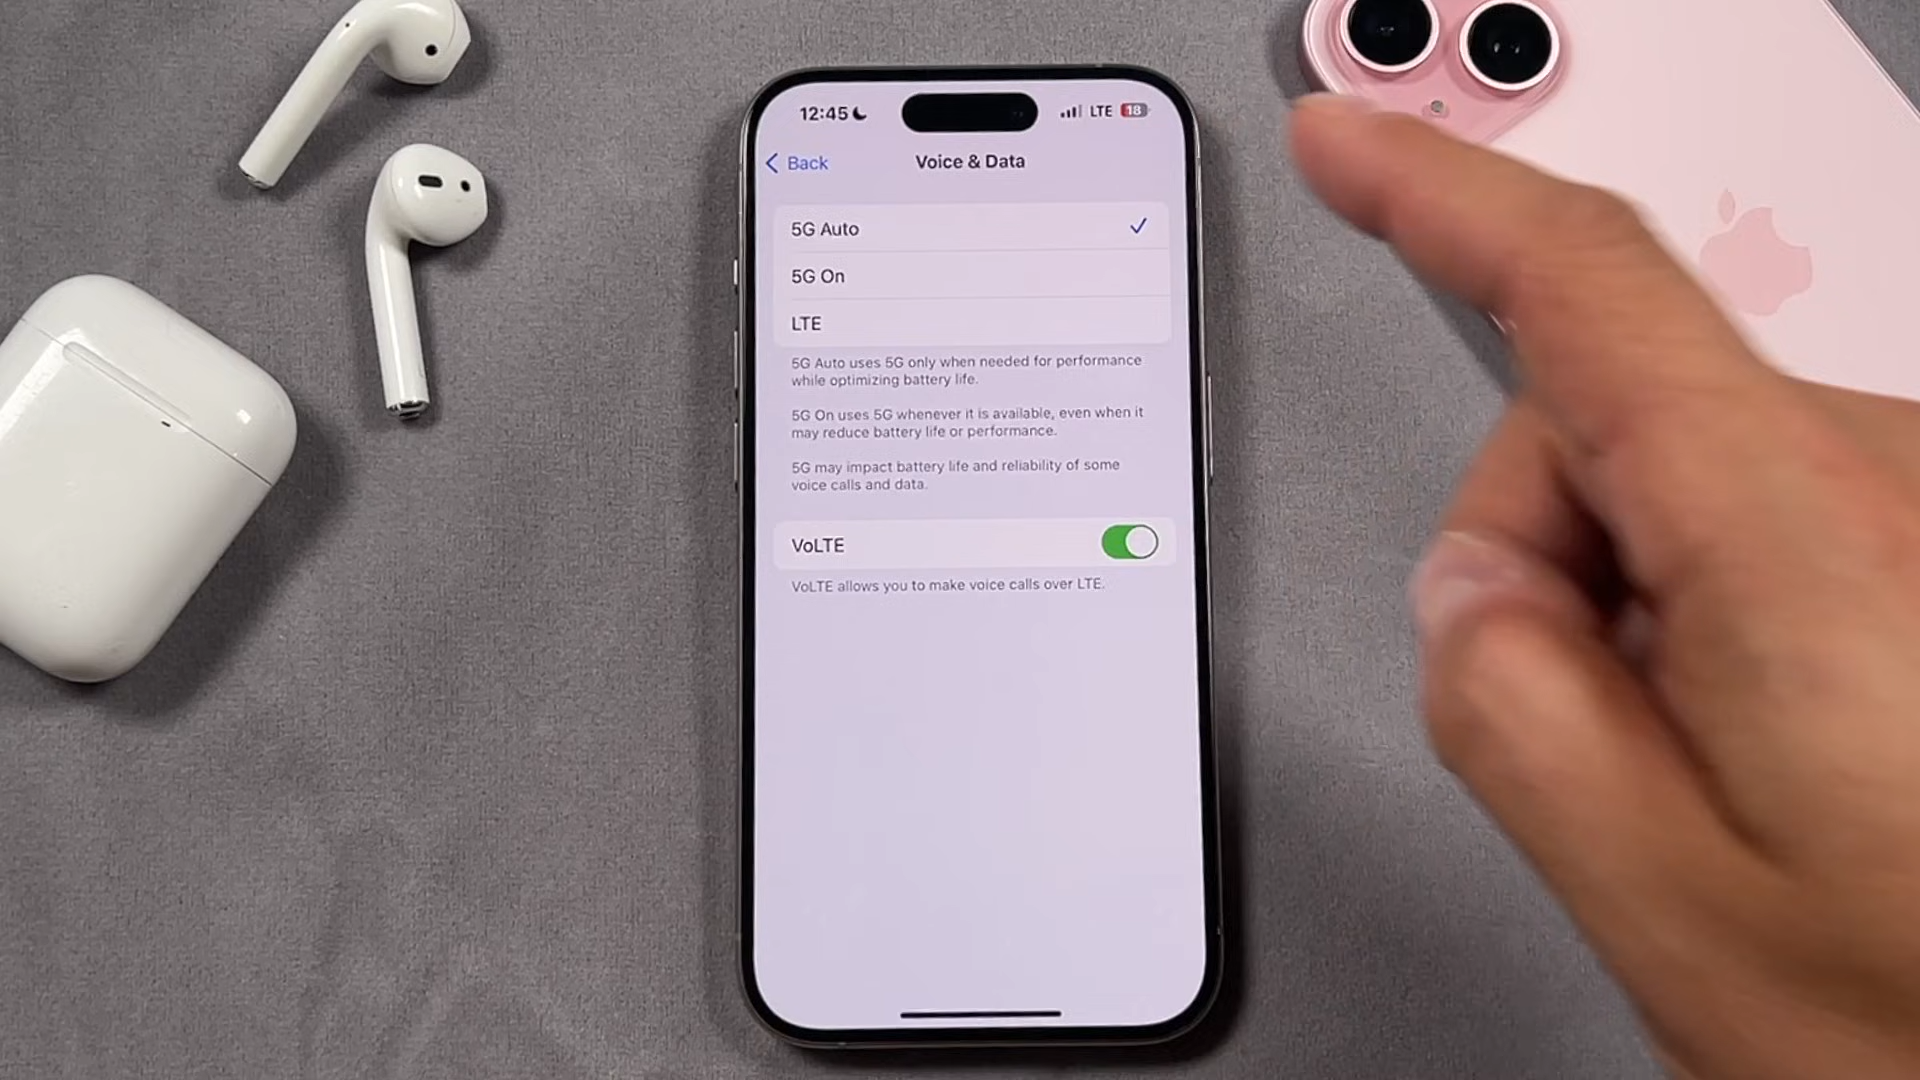 12:45
LTE 18
Back
Voice & Data
5G Auto
5G On
LTE
5G Auto uses 5G only when needed for performance
while optimizing battery life.
5G On uses 5G whenever it is available, even when it
may reduce battery life or performance.
5G may impact battery life and reliability of some
voice calls and data.
VoLTE
VoLTE allows you to make voice calls over LTE.